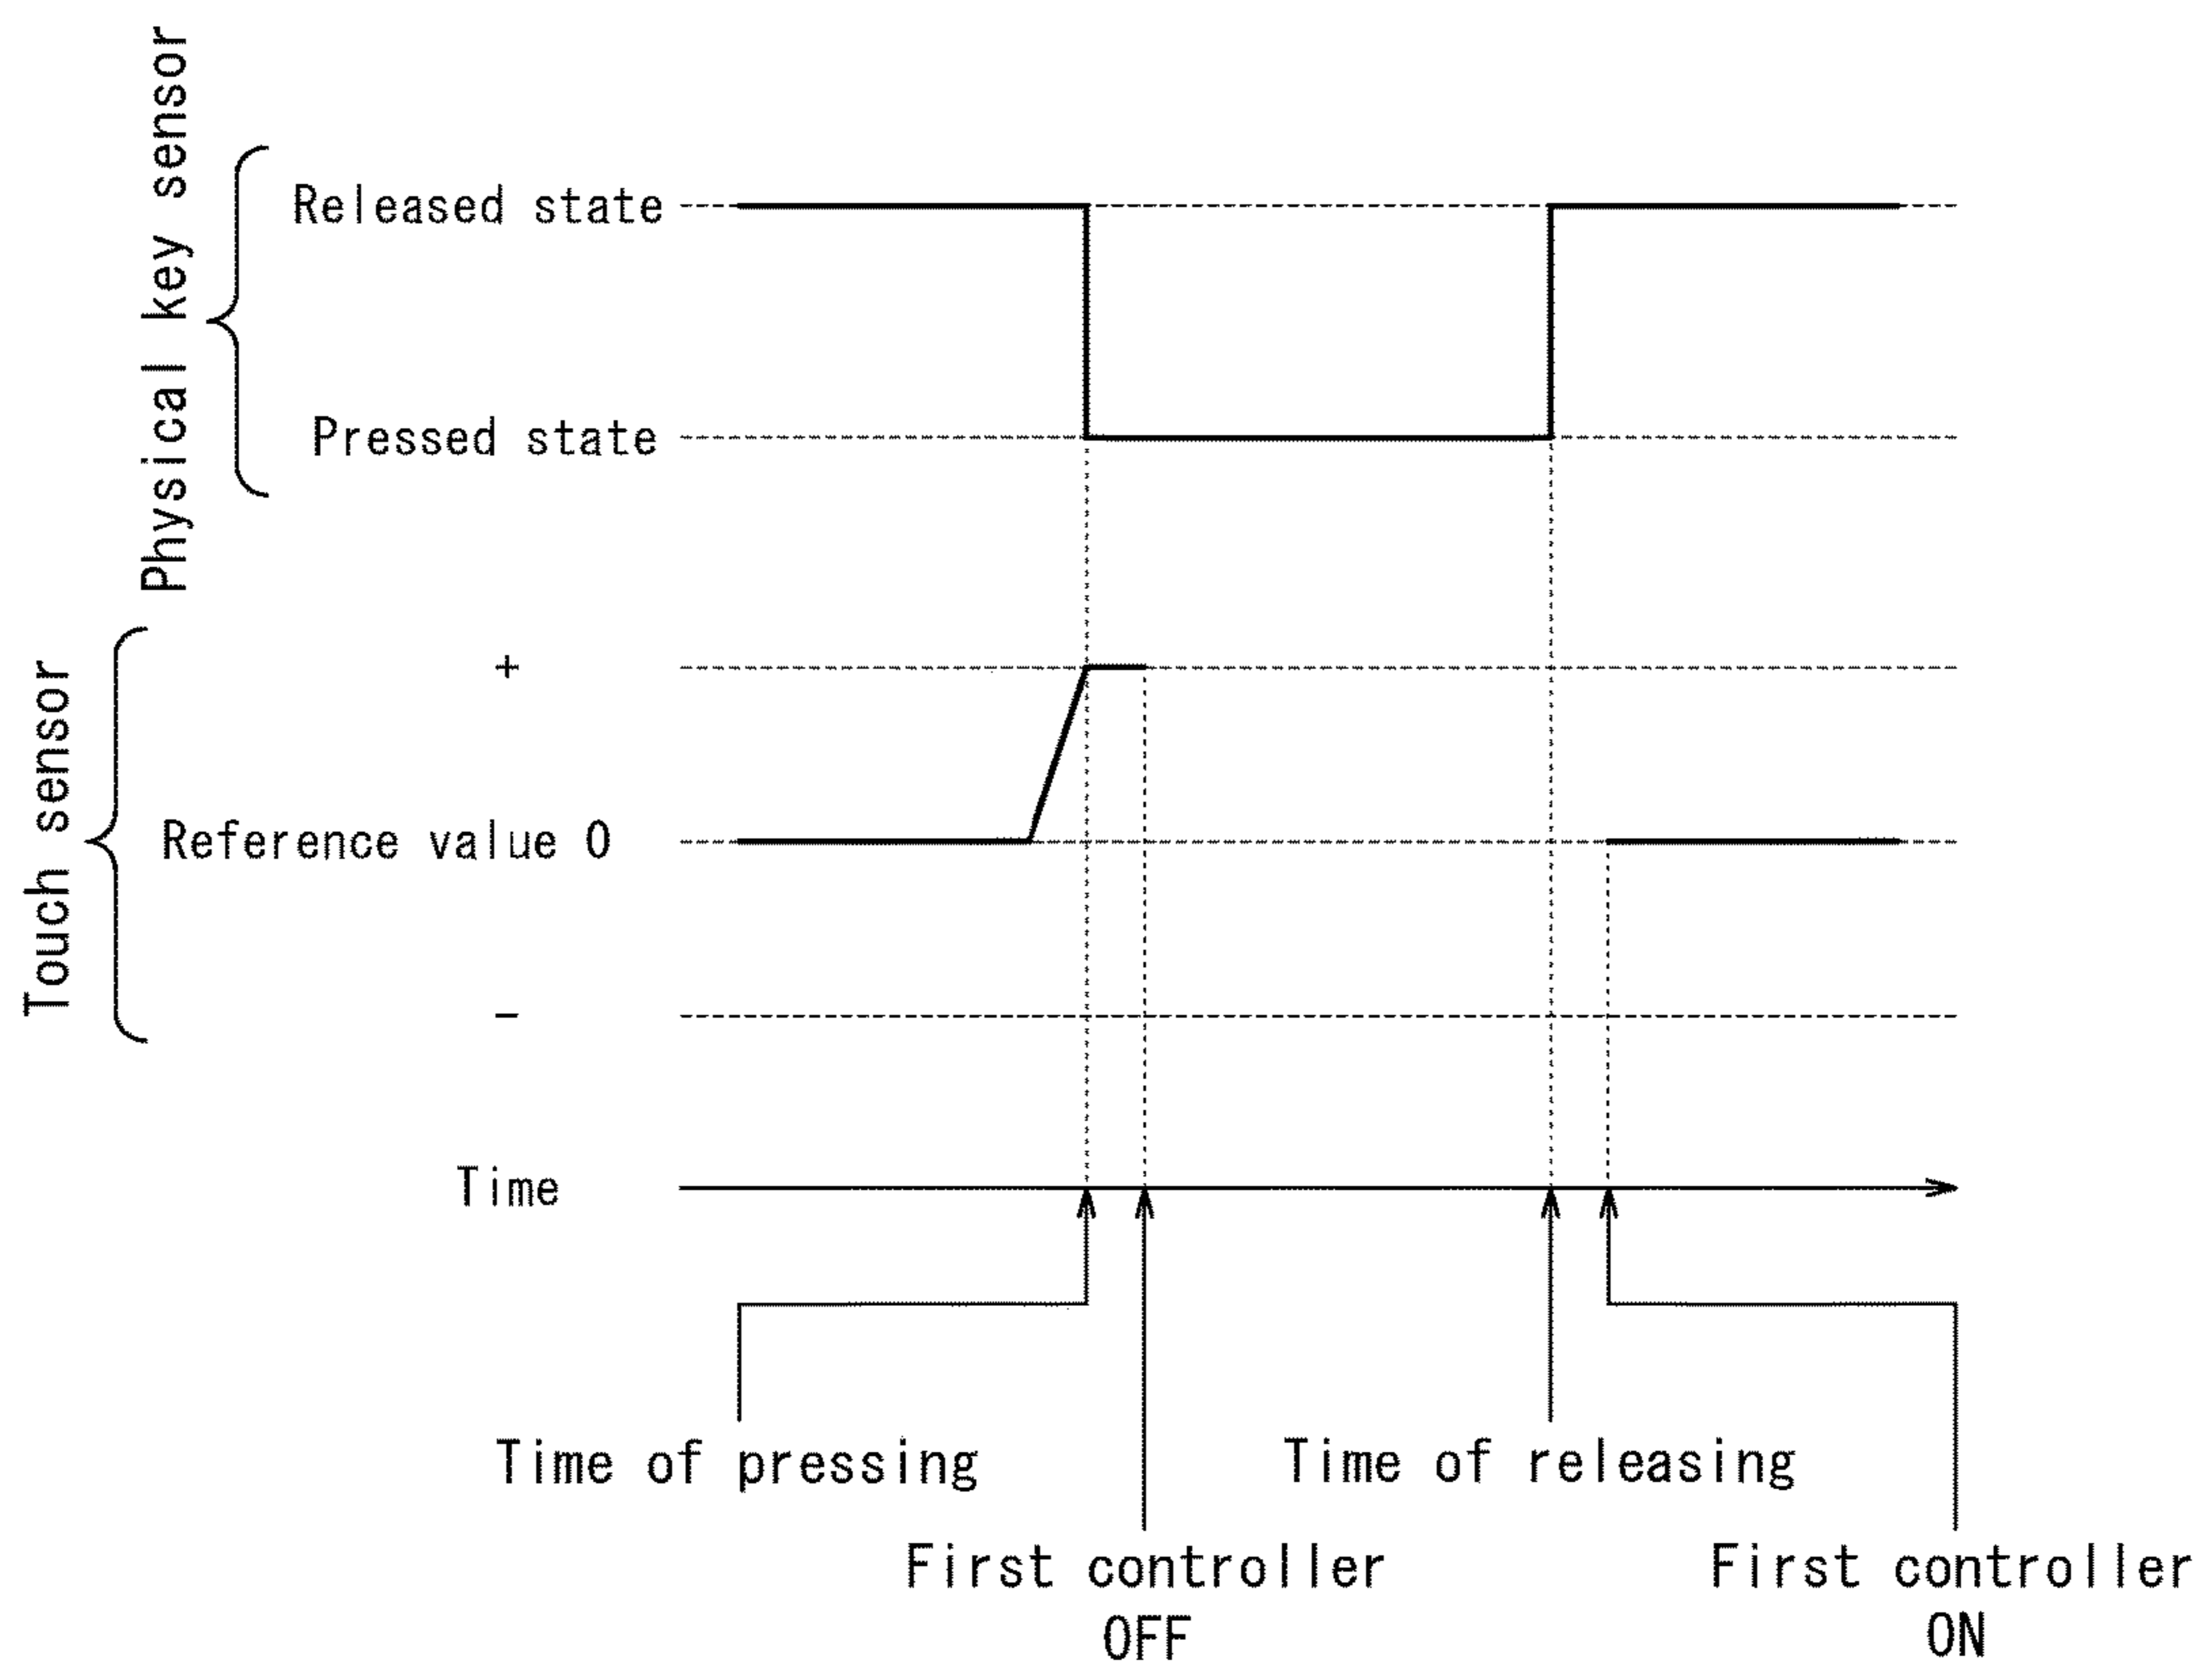 Physical key sensor
Released state
Pressed state
Touch sensor
+
Reference value 0
−
Time
Time of pressing
Time of releasing
First controller
OFF
First controller
ON